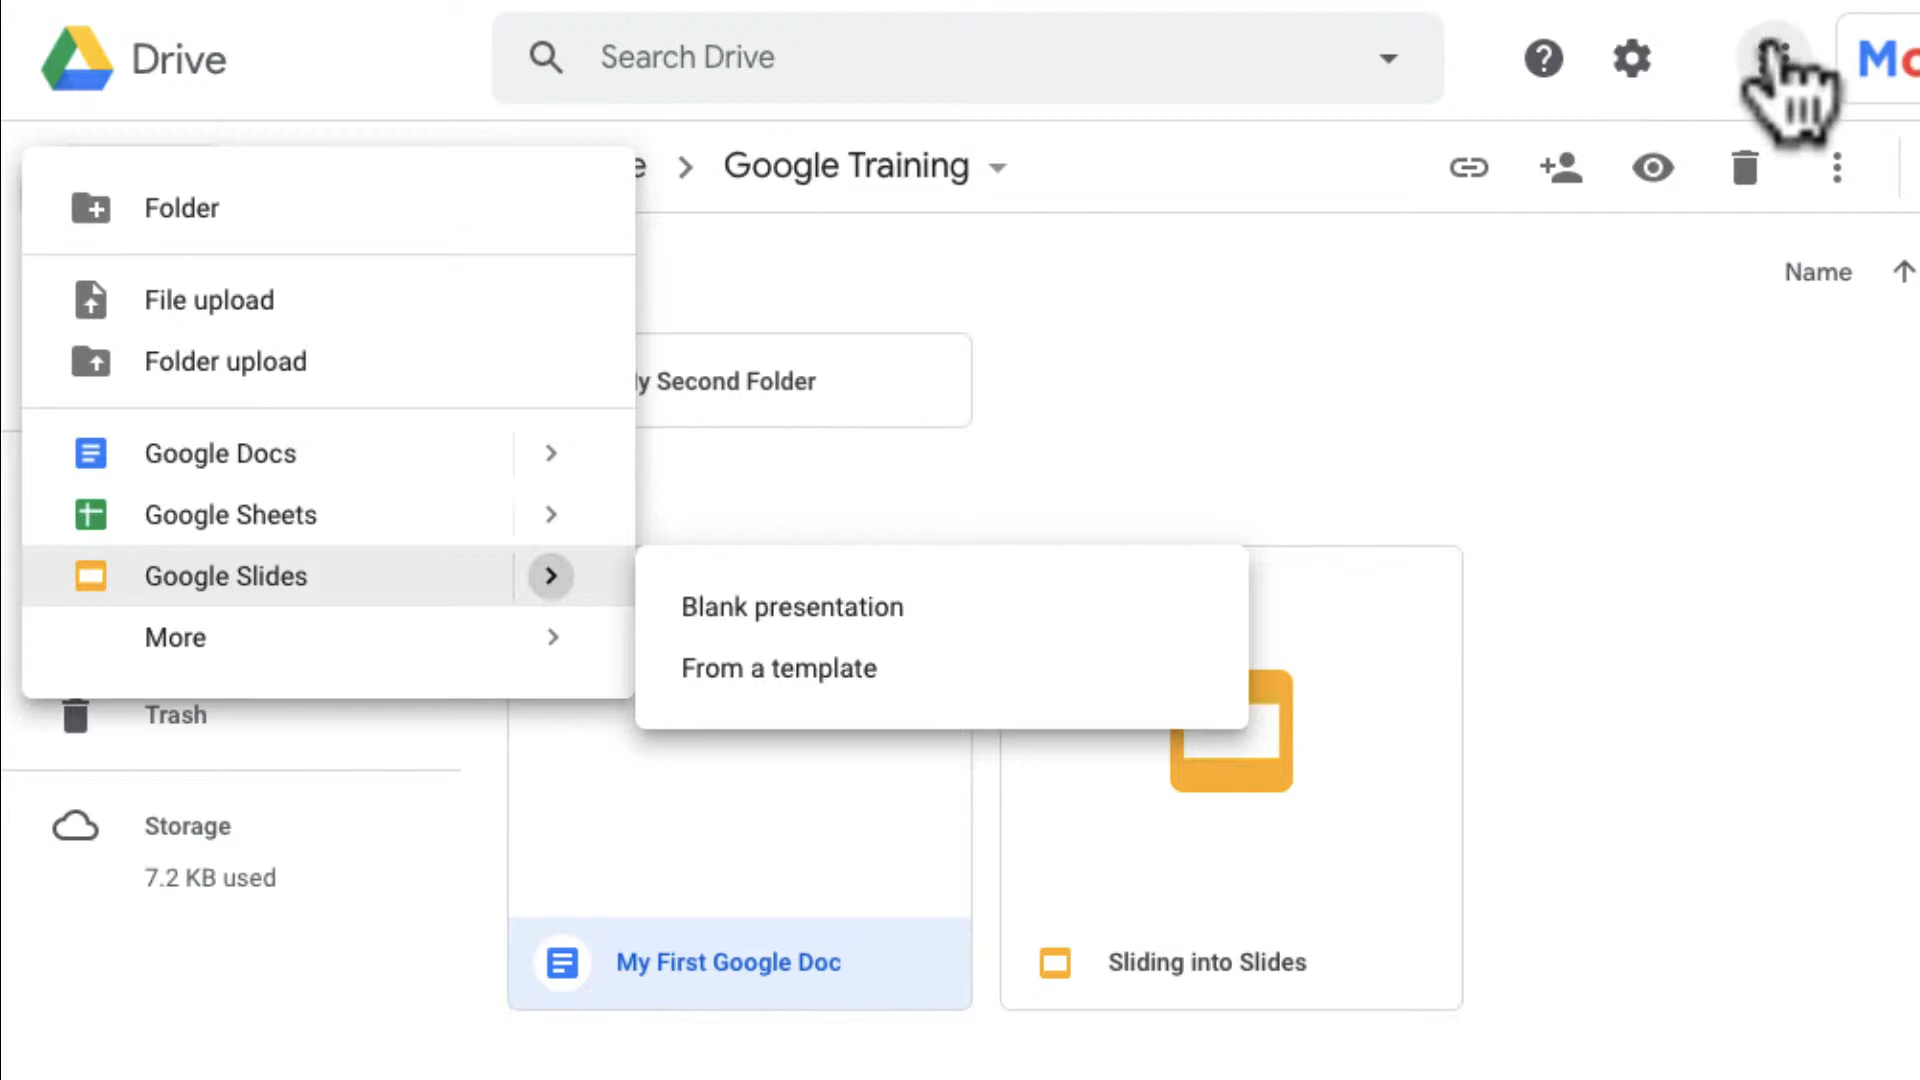 Drive
Search Drive
Google Training
Folder
File upload
Folder upload
Google Docs
Google Sheets
Google Slides
More
Name
y Second Folder
Blank presentation
From a template
Trash
Storage
7.2 KB used
My First Google Doc
Sliding into Slides